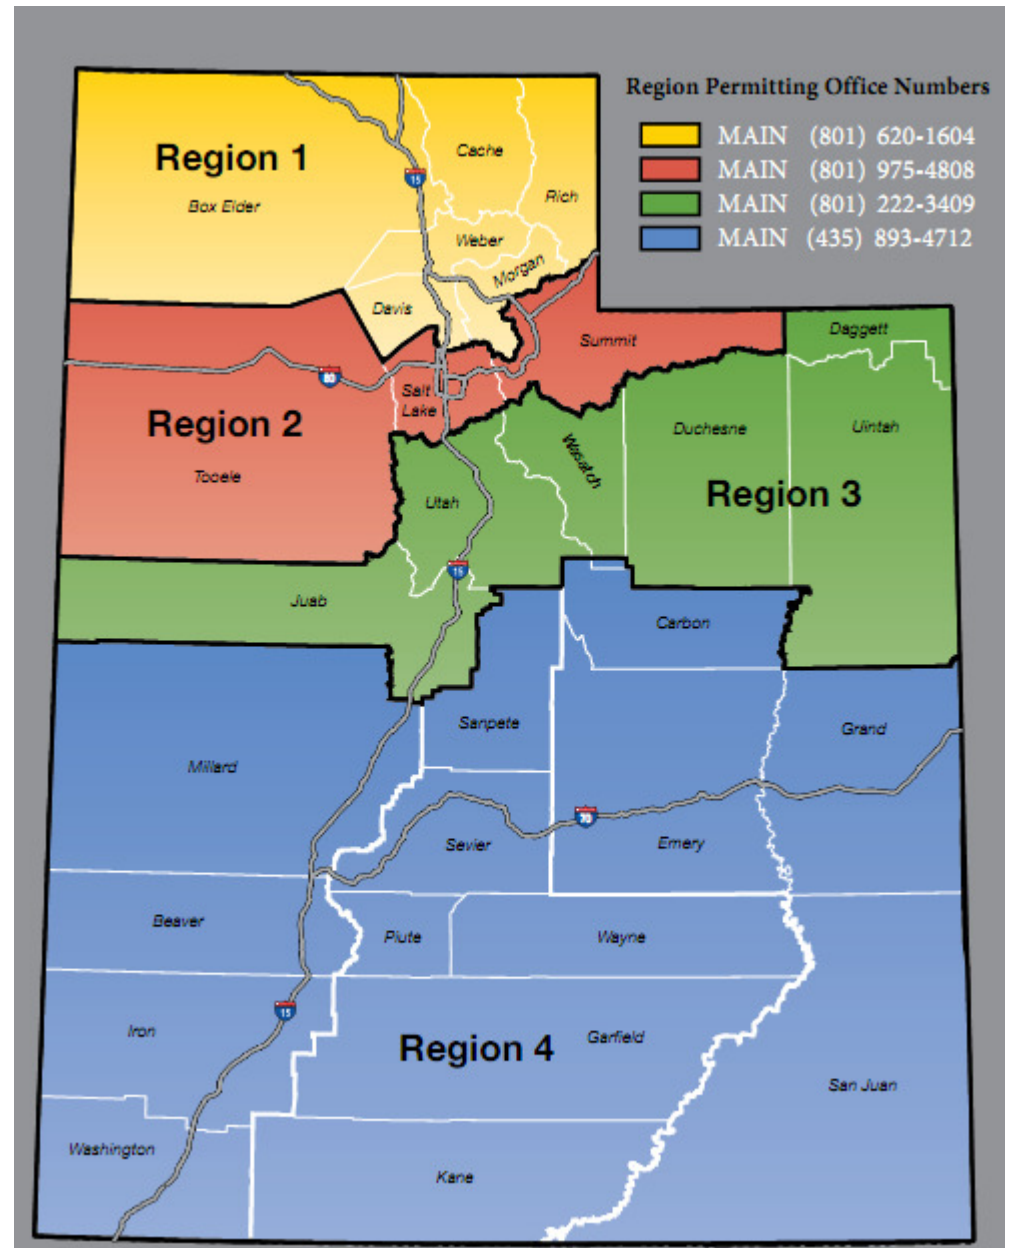 Region Permitting Office Numbers
MAIN (801) 620-1604
MAIN (801) 975-4808
MAIN (801) 222-3409
MAIN (435) 893-4712
Region 1
Box Elder
Cache
Rich
15
Weber
Morgan
Davis
Summit
Daggett
80
Salt
Lake
Region 2
Tooele
Duchesne
Uintah
Wasatch
Region 3
Utah
15
Juab
Carbon
Sanpete
Grand
Millard
70
Sevier
Emery
Beaver
Piute
Wayne
15
Iron
Region 4
Garfield
San Juan
Washington
Kane